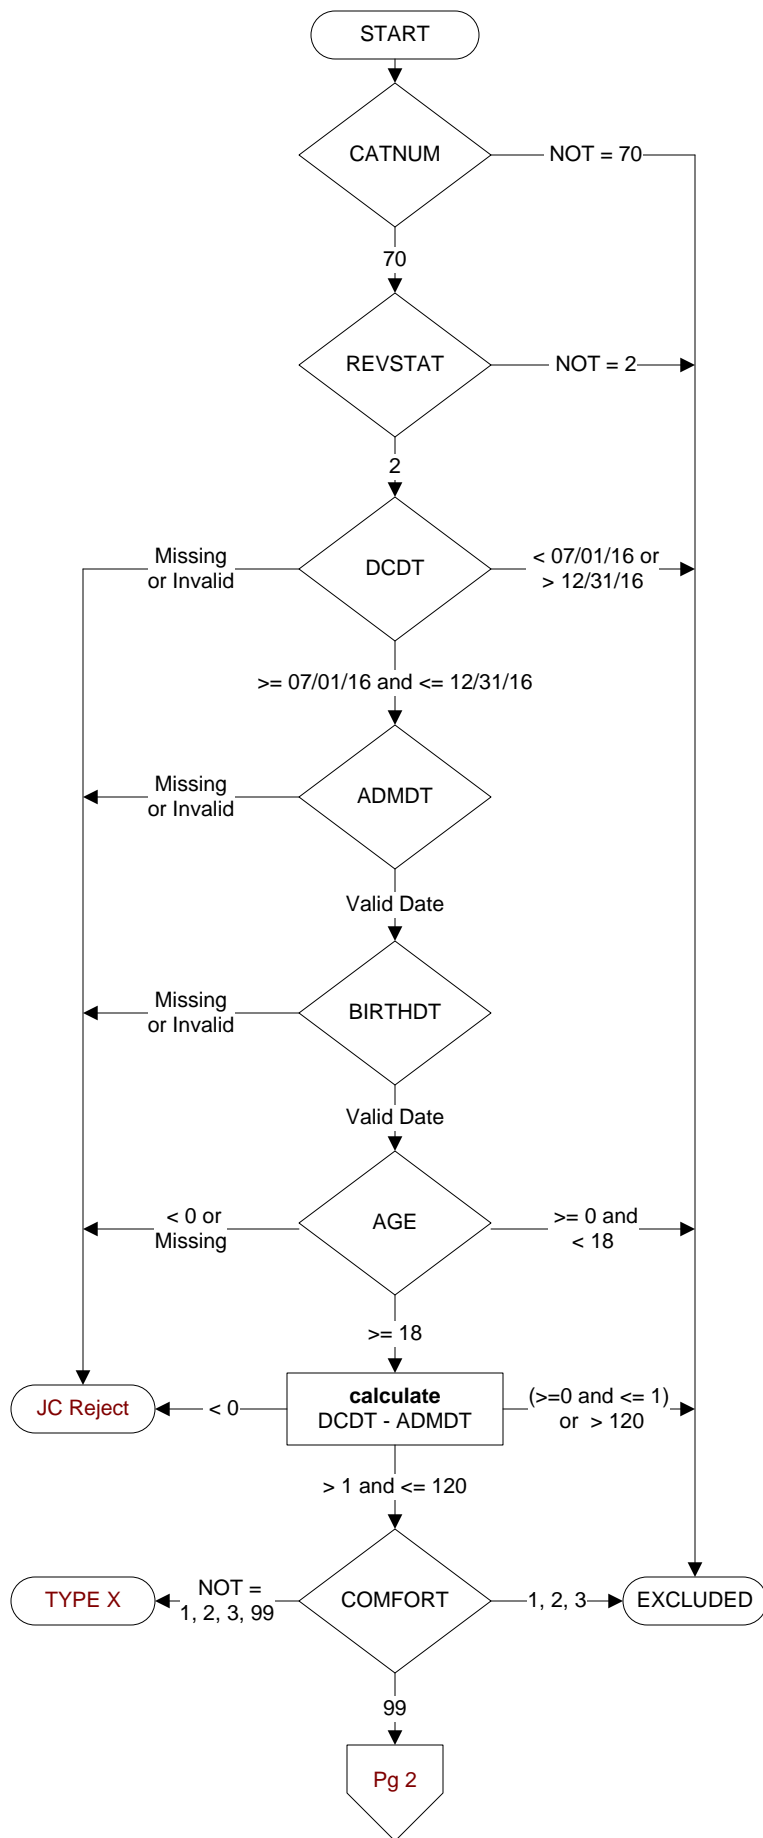 START
CATNUM
NOT = 70
70
REVSTAT
NOT = 2
2
Missing
or Invalid
DCDT
< 07/01/16 or
> 12/31/16
>= 07/01/16 and <= 12/31/16
Missing
or Invalid
ADMDT
Valid Date
Missing
or Invalid
BIRTHDT
Valid Date
< 0 or
Missing
AGE
>= 0 and
< 18
>= 18
JC Reject
< 0
calculate
DCDT - ADMDT
(>=0 and <= 1)
or > 120
> 1 and <= 120
TYPE X
NOT =
1, 2, 3, 99
COMFORT
1, 2, 3
EXCLUDED
99
Pg 2